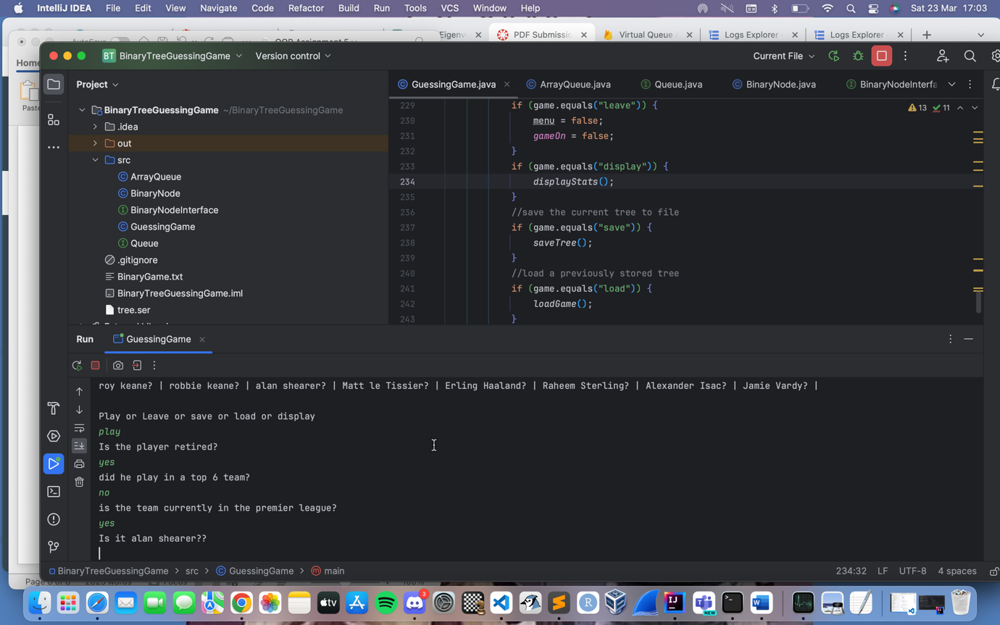 IntelliJ IDEA File Edit View Navigate Code Refactor Build Run Tools VCS Window Help Sat 23 Mar 17:03
Eigenv PDF Submissio Virtual Queue Logs Explorer Logs Explorer
Home
Paste
BT BinaryTreeGuessingGame Version control Current File
Project
GuessingGame.java ArrayQueue.java Queue.java BinaryNode.java BinaryNodeInterfa
BinaryTreeGuessingGame ~/BinaryTreeGuessingGame
.idea
out
src
ArrayQueue
BinaryNode
BinaryNodeInterface
GuessingGame
Queue
.gitignore
BinaryGame.txt
BinaryTreeGuessingGame.iml
tree.ser
13 11
229 if (game.equals("leave")) {
230 menu = false;
231 gameOn = false;
232 }
233 if (game.equals("display")) {
234 displayStats();
235 }
236 //save the current tree to file
237 if (game.equals("save")) {
238 saveTree();
239 }
240 //load a previously stored tree
241 if (game.equals("load")) {
242 loadGame();
243 }
Run GuessingGame
roy keane? | robbie keane? | alan shearer? | Matt le Tissier? | Erling Haaland? | Raheem Sterling? | Alexander Isac? | Jamie Vardy? |
Play or Leave or save or load or display
play
Is the player retired?
yes
did he play in a top 6 team?
no
is the team currently in the premier league?
yes
Is it alan shearer??
BinaryTreeGuessingGame > src > GuessingGame > main 234:32 LF UTF-8 4 spaces
3
tv
R
IJ
NEW
W